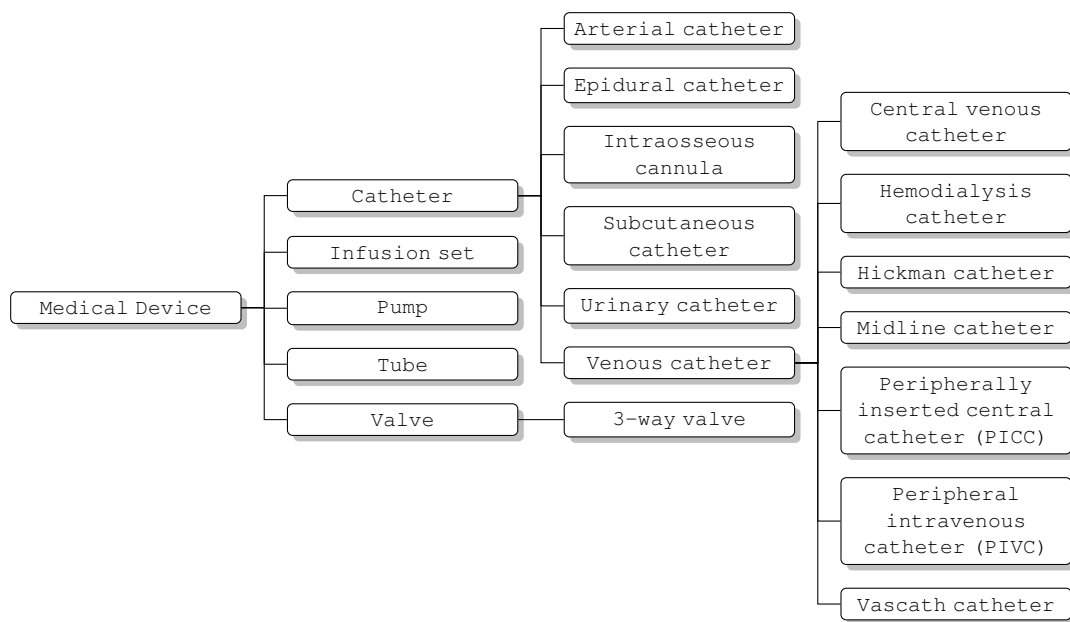 Medical Device
Catheter
Infusion set
Pump
Tube
Valve
Arterial catheter
Epidural catheter
Intraosseous
cannula
Subcutaneous
catheter
Urinary catheter
Venous catheter
3-way valve
Central venous
catheter
Hemodialysis
catheter
Hickman catheter
Midline catheter
Peripherally
inserted central
catheter (PICC)
Peripheral
intravenous
catheter (PIVC)
Vascath catheter